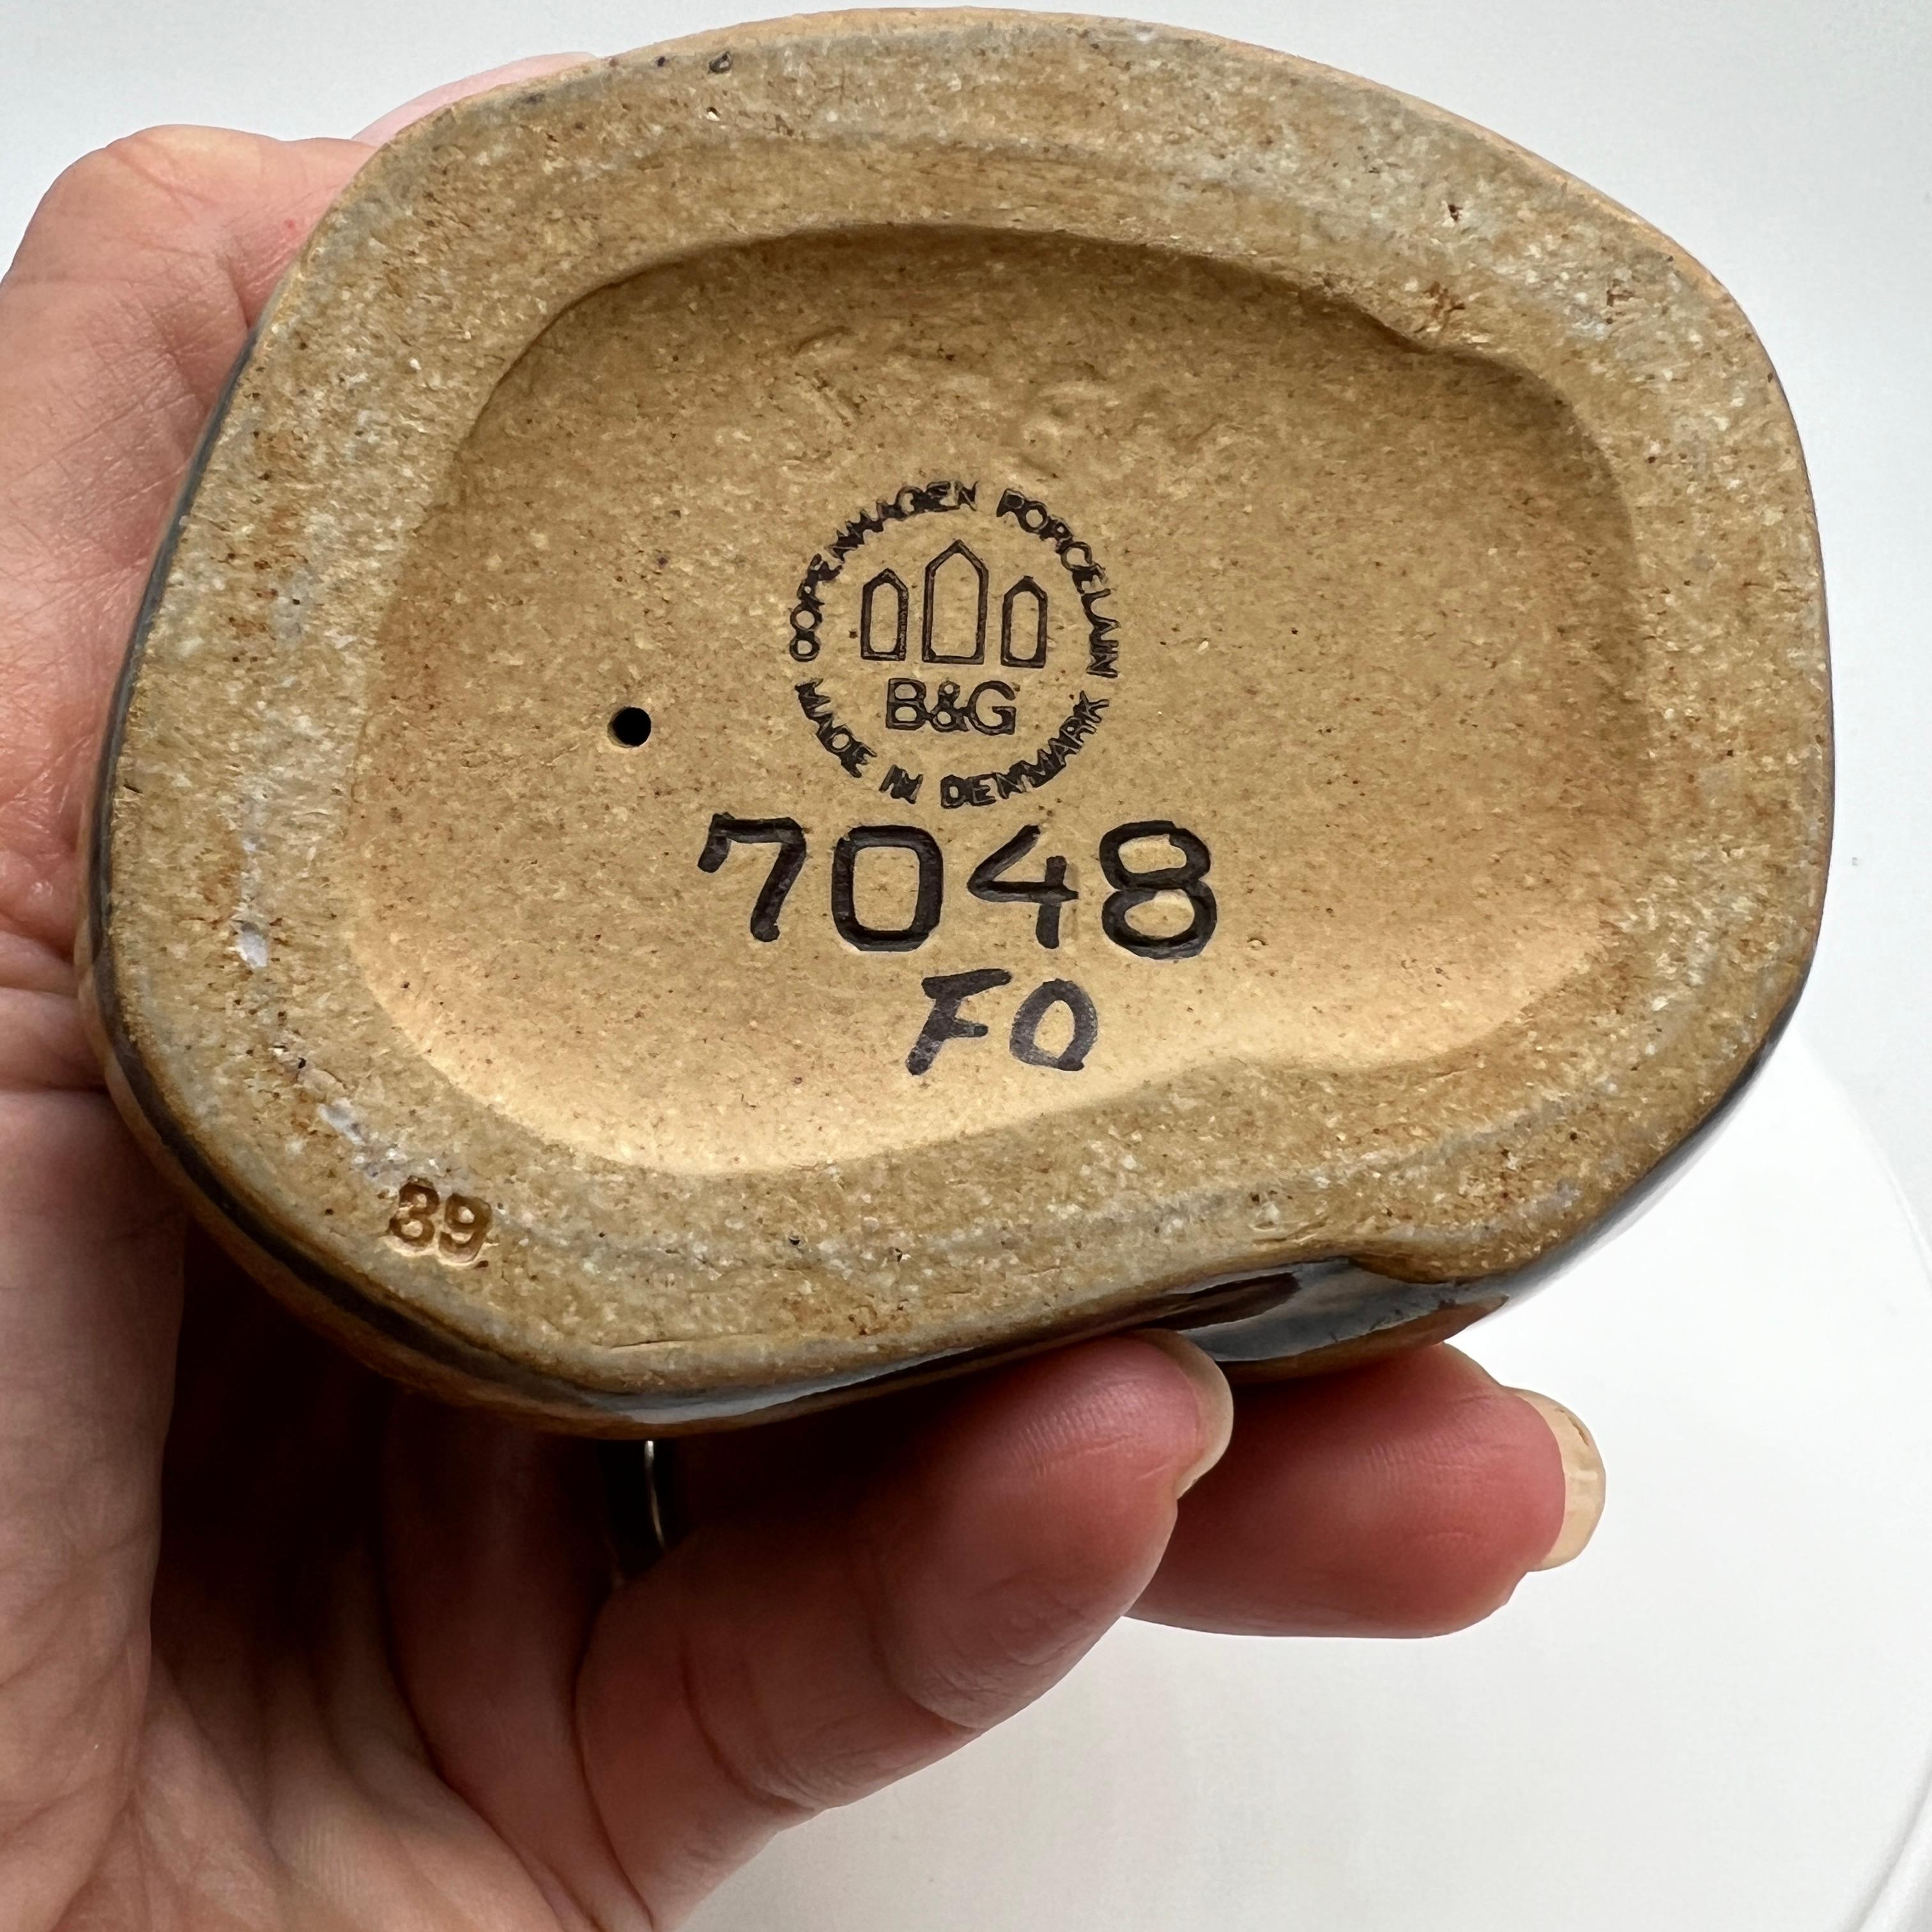 COPENHAGEN PORCELAIN
B&G
MADE IN DENMARK
7048
FO
39